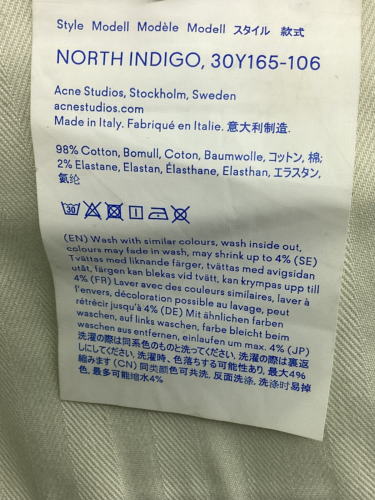 Style Modell Modèle Modell スタイル 款式
NORTH INDIGO, 30Y165-106
Acne Studios, Stockholm, Sweden
acnestudios.com
Made in Italy. Fabriqué en Italie. 意大利制造.
98% Cotton, Bomull, Coton, Baumwolle, コットン, 棉;
2% Elastane, Elastan, Élasthane, Elasthan, エラスタン,
氨纶
30
(EN) Wash with similar colours, wash inside out,
colours may fade in wash, may shrink up to 4% (SE)
Tvättas med liknande färger, tvättas med avigsidan
utåt, färgen kan blekas vid tvätt, kan krympas upp till
4% (FR) Laver avec des couleurs similaires, laver à
l'envers, décoloration possible au lavage, peut
rétrécir jusqu'à 4% (DE) Mit ähnlichen farben
waschen, auf links waschen, farbe bleicht beim
waschen aus entfernen, einlaufen um max. 4% (JP)
洗濯の際は同系色のものと洗ってください, 洗濯の際は裏返
しにしてください, 洗濯時、色落ちする可能性あり, 最大4%
縮みます (CN) 同类颜色可共洗, 反面洗涤, 洗涤时易掉
色, 最多可能缩水4%